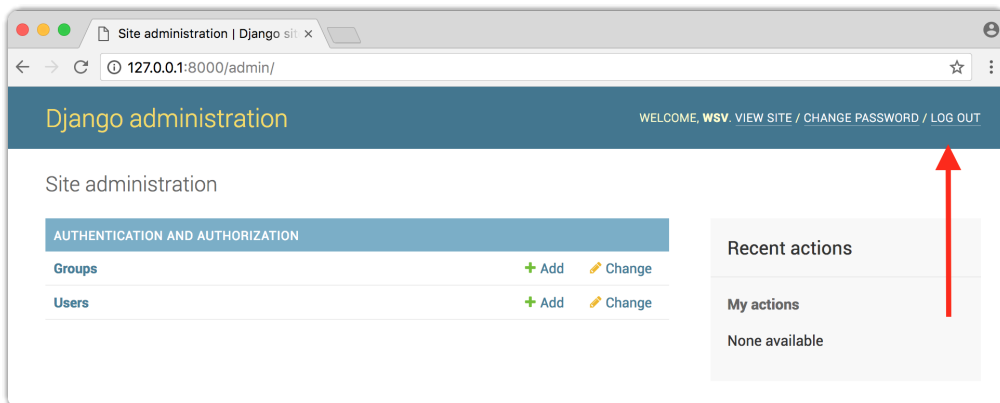 Site administration | Django sit
127.0.0.1:8000/admin/
Django administration
WELCOME, WSV. VIEW SITE / CHANGE PASSWORD / LOG OUT
Site administration
AUTHENTICATION AND AUTHORIZATION
Groups + Add Change
Users + Add Change
Recent actions
My actions
None available